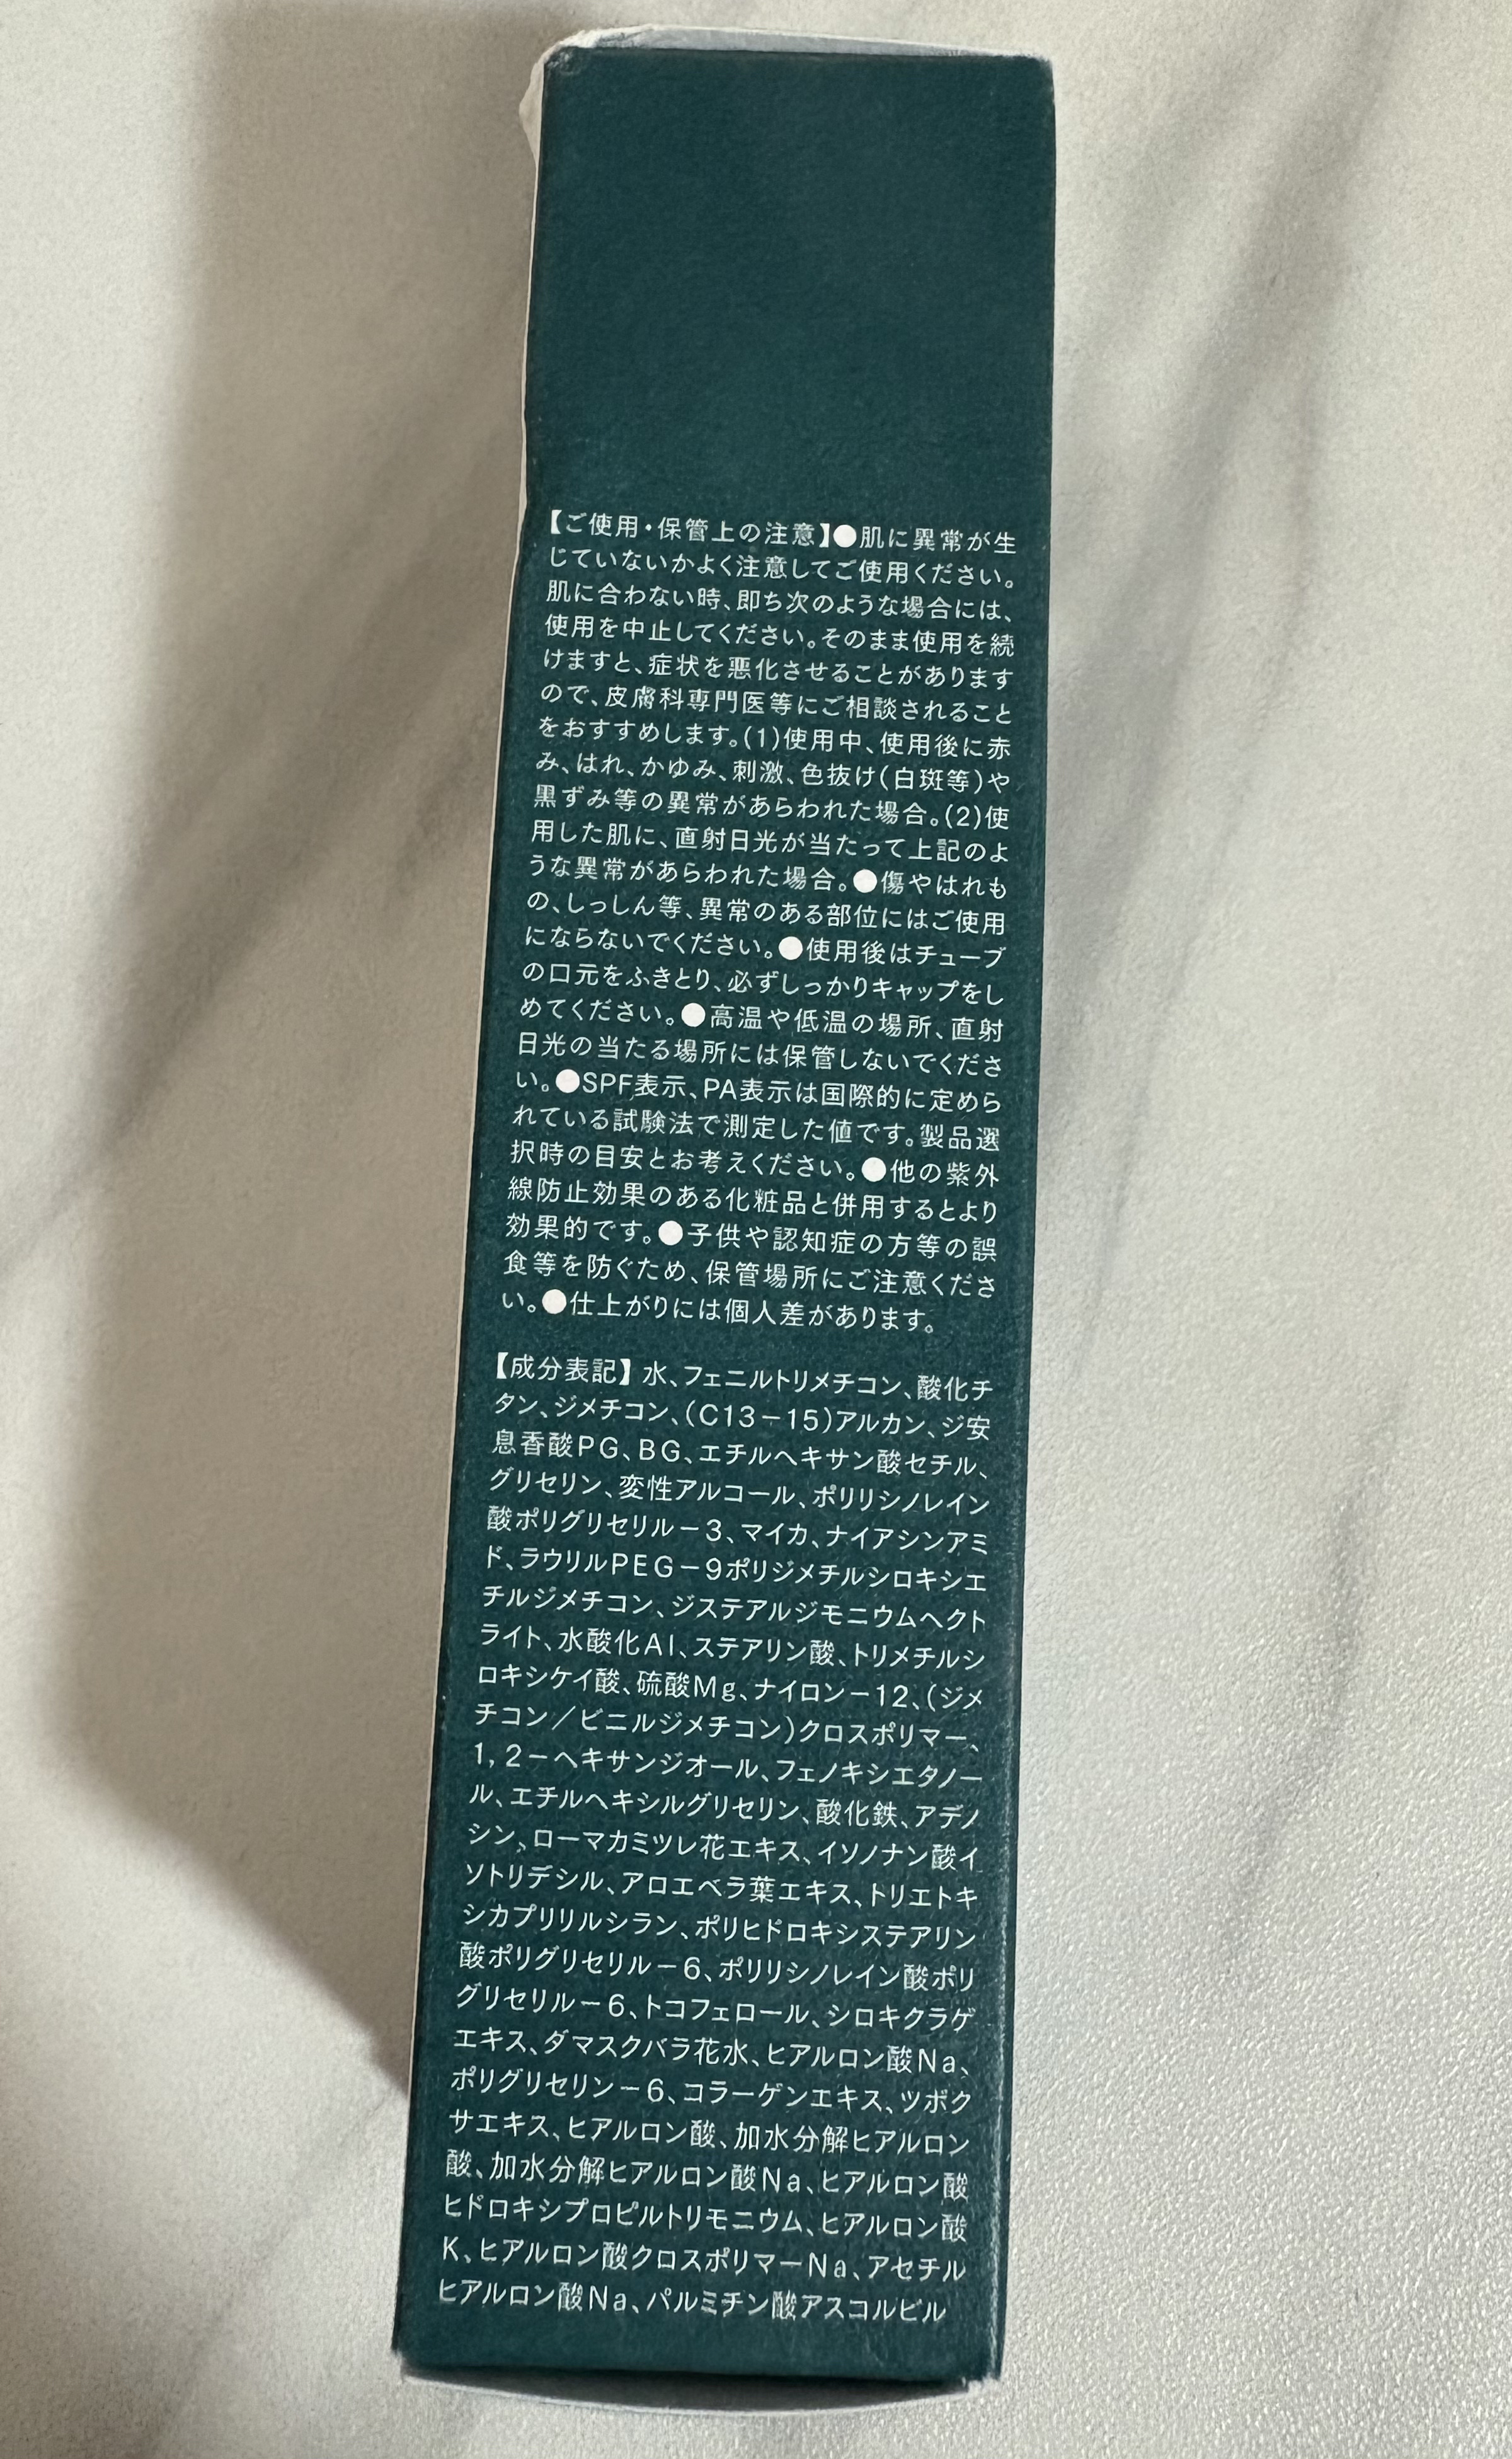 【ご使用・保管上の注意】●肌に異常が生
じていないかよく注意してご使用ください。
肌に合わない時、即ち次のような場合には、
使用を中止してください。そのまま使用を続
けますと、症状を悪化させることがあります
ので、皮膚科専門医等にご相談されること
をおすすめします。(1)使用中、使用後に赤
み、はれ、かゆみ、刺激、色抜け(白斑等)や
黒ずみ等の異常があらわれた場合。(2)使
用した肌に、直射日光が当たって上記のよ
うな異常があらわれた場合。●傷やはれも
の、しっしん等、異常のある部位にはご使用
にならないでください。●使用後はチューブ
の口元をふきとり、必ずしっかりキャップをし
めてください。●高温や低温の場所、直射
日光の当たる場所には保管しないでくださ
い。●SPF表示、PA表示は国際的に定めら
れている試験法で測定した値です。製品選
択時の目安とお考えください。●他の紫外
線防止効果のある化粧品と併用するとより
効果的です。●子供や認知症の方等の誤
食等を防ぐため、保管場所にご注意くださ
い。●仕上がりには個人差があります。
【成分表記】水、フェニルトリメチコン、酸化チ
タン、ジメチコン、(C13－15)アルカン、ジ安
息香酸PG、BG、エチルヘキサン酸セチル、
グリセリン、変性アルコール、ポリリシノレイン
酸ポリグリセリル－3、マイカ、ナイアシンアミ
ド、ラウリルPEG－9ポリジメチルシロキシエ
チルジメチコン、ジステアルジモニウムヘクト
ライト、水酸化Al、ステアリン酸、トリメチルシ
ロキシケイ酸、硫酸Mg、ナイロン－12、(ジメ
チコン／ビニルジメチコン)クロスポリマー、
1,2－ヘキサンジオール、フェノキシエタノー
ル、エチルヘキシルグリセリン、酸化鉄、アデノ
シン、ローマカミツレ花エキス、イソノナン酸イ
ソトリデシル、アロエベラ葉エキス、トリエトキ
シカプリリルシラン、ポリヒドロキシステアリン
酸ポリグリセリル－6、ポリリシノレイン酸ポリ
グリセリル－6、トコフェロール、シロキクラゲ
エキス、ダマスクバラ花水、ヒアルロン酸Na、
ポリグリセリン－6、コラーゲンエキス、ツボク
サエキス、ヒアルロン酸、加水分解ヒアルロン
酸、加水分解ヒアルロン酸Na、ヒアルロン酸
ヒドロキシプロピルトリモニウム、ヒアルロン酸
K、ヒアルロン酸クロスポリマーNa、アセチル
ヒアルロン酸Na、パルミチン酸アスコルビル